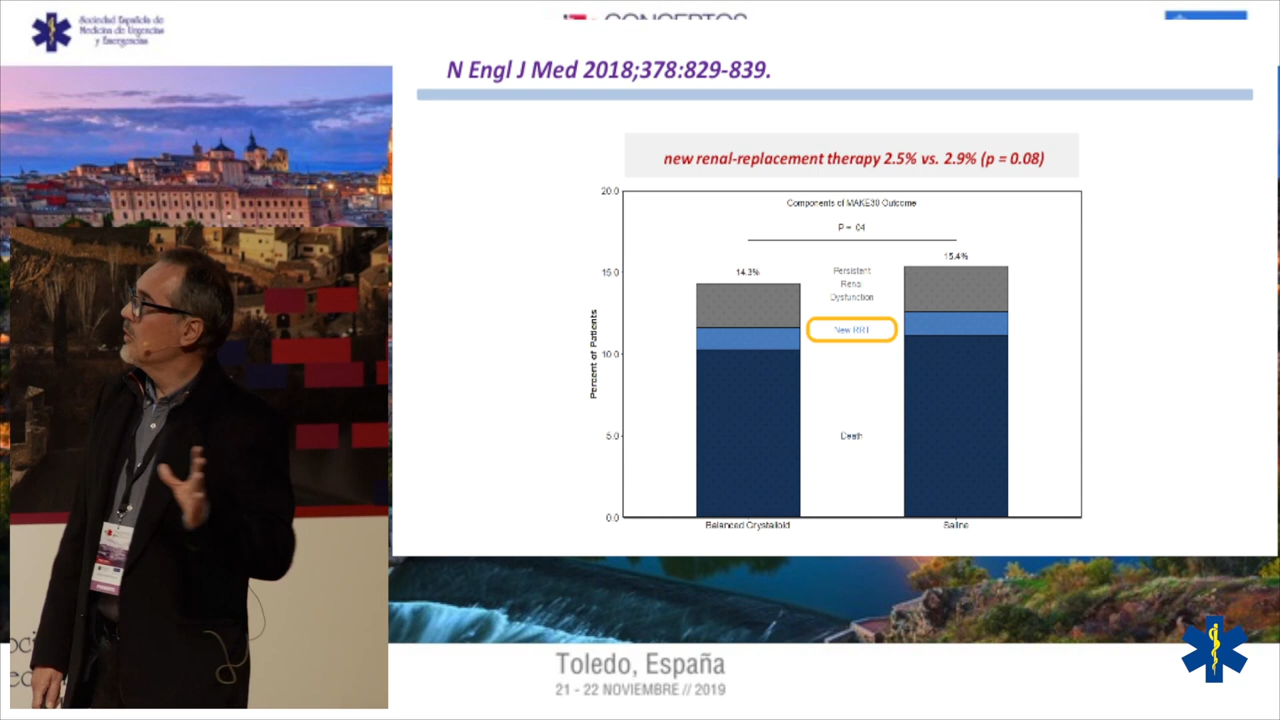 Sociedad Española de
Medicina de Urgencias
y Emergencias
CONCEPTOS
N Engl J Med 2018;378:829-839.
new renal-replacement therapy 2.5% vs. 2.9% (p = 0.08)
Components of MAKE30 Outcome
P = .04
14.3%
15.4%
Persistent
Renal
Dysfunction
New RRT
Death
Percent of Patients
20.0
15.0
10.0
5.0
0.0
Balanced Crystalloid
Saline
Toledo, España
21 - 22 NOVIEMBRE // 2019